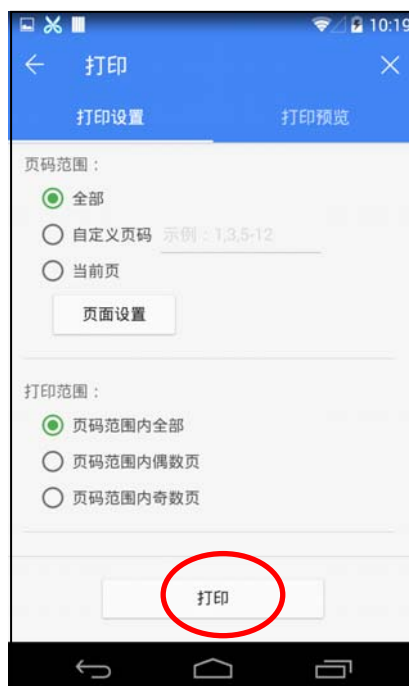 10:19
打印
打印设置 打印预览
页码范围：
全部
自定义页码 示例：1,3,5-12
当前页
页面设置
打印范围：
页码范围内全部
页码范围内偶数页
页码范围内奇数页
打印